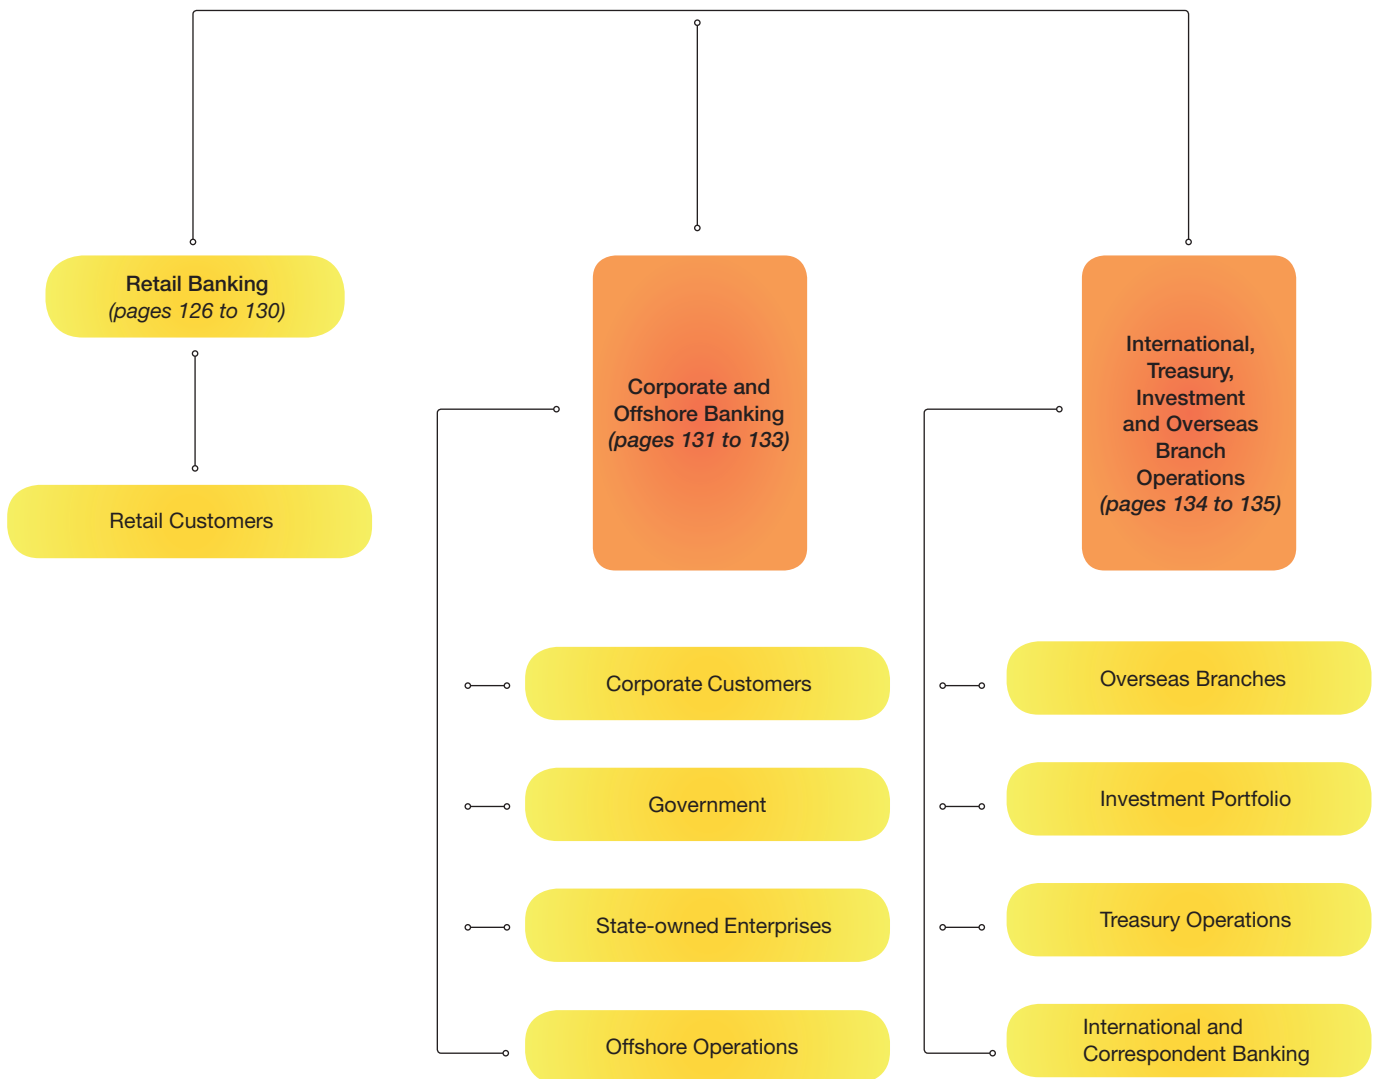 Retail Banking
(pages 126 to 130)
Retail Customers
Corporate and
Offshore Banking
(pages 131 to 133)
Corporate Customers
Government
State-owned Enterprises
Offshore Operations
International,
Treasury,
Investment
and Overseas
Branch
Operations
(pages 134 to 135)
Overseas Branches
Investment Portfolio
Treasury Operations
International and
Correspondent Banking